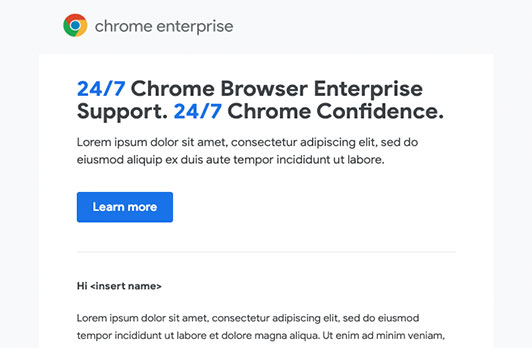 chrome enterprise
24/7 Chrome Browser Enterprise
Support. 24/7 Chrome Confidence.
Lorem ipsum dolor sit amet, consectetur adipiscing elit, sed do
eiusmod aliquip ex duis aute tempor incididunt ut labore.
Learn more
Hi <insert name>
Lorem ipsum dolor sit amet, consectetur adipiscing elit, sed do eiusmod
tempor incididunt ut labore et dolore magna aliqua. Ut enim ad minim veniam,